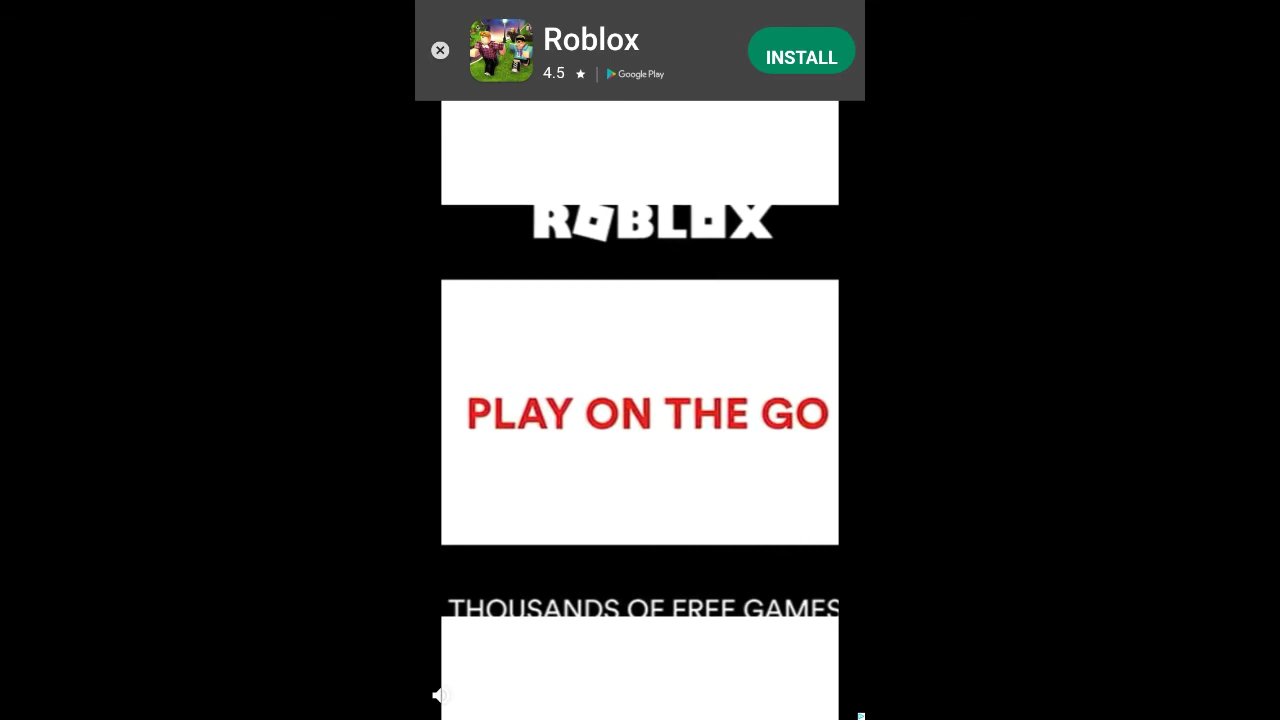 Roblox
4.5 ★ | Google Play
INSTALL
ROBLOX
PLAY ON THE GO
THOUSANDS OF FREE GAMES